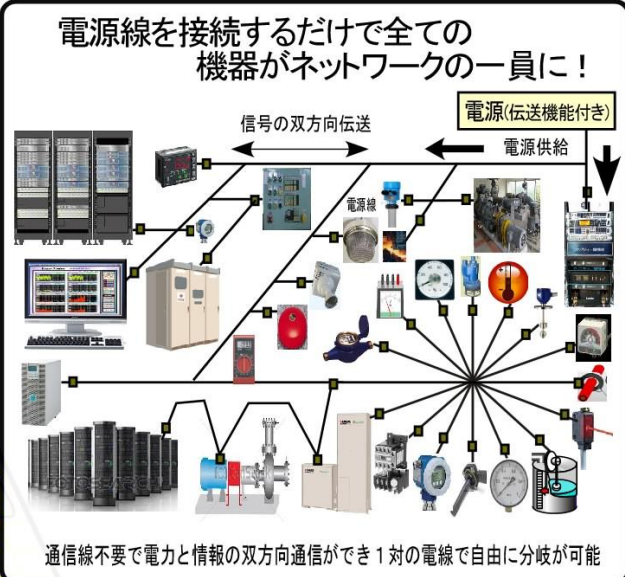 電源線を接続するだけで全ての
機器がネットワークの一員に！
電源(伝送機能付き)
信号の双方向伝送
電源供給
電源線
通信線不要で電力と情報の双方向通信ができ１対の電線で自由に分岐が可能